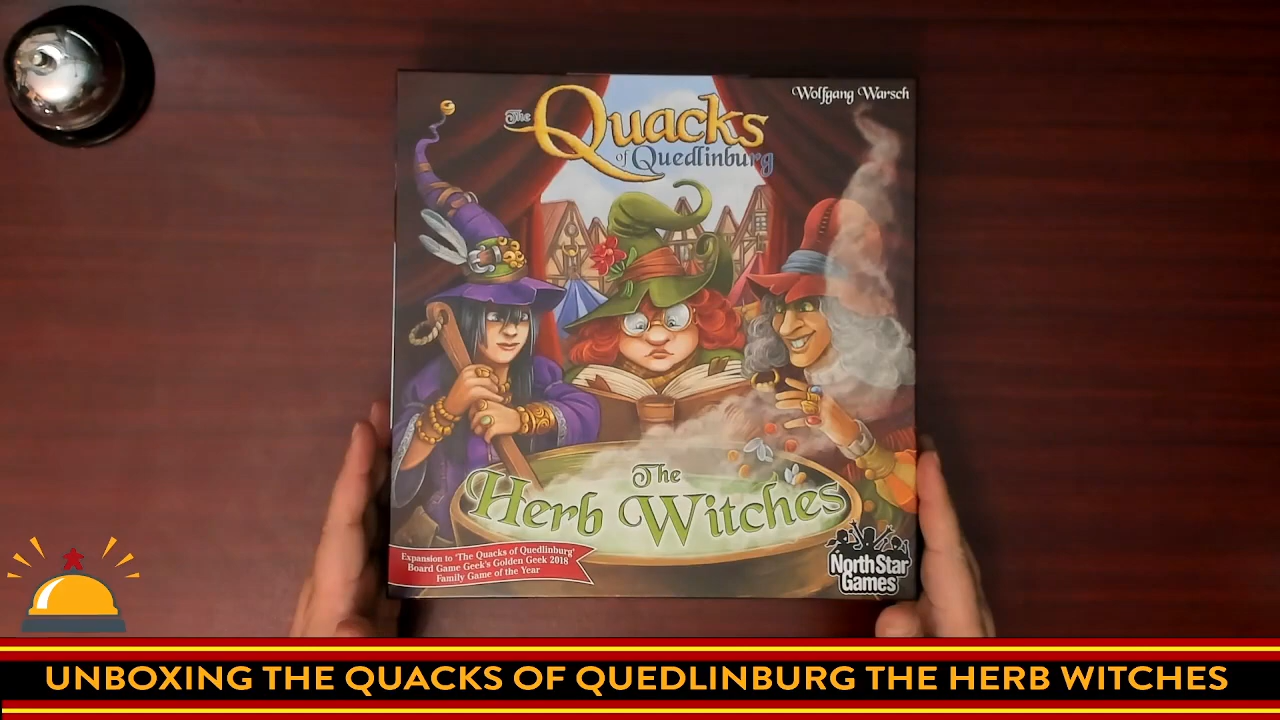 Wolfgang Warsch
The Quacks
of Quedlinburg
The
Herb Witches
Expansion to 'The Quacks of Quedlinburg'
Board Game Geek's Golden Geek 2018
Family Game of the Year
North Star
Games
UNBOXING THE QUACKS OF QUEDLINBURG THE HERB WITCHES